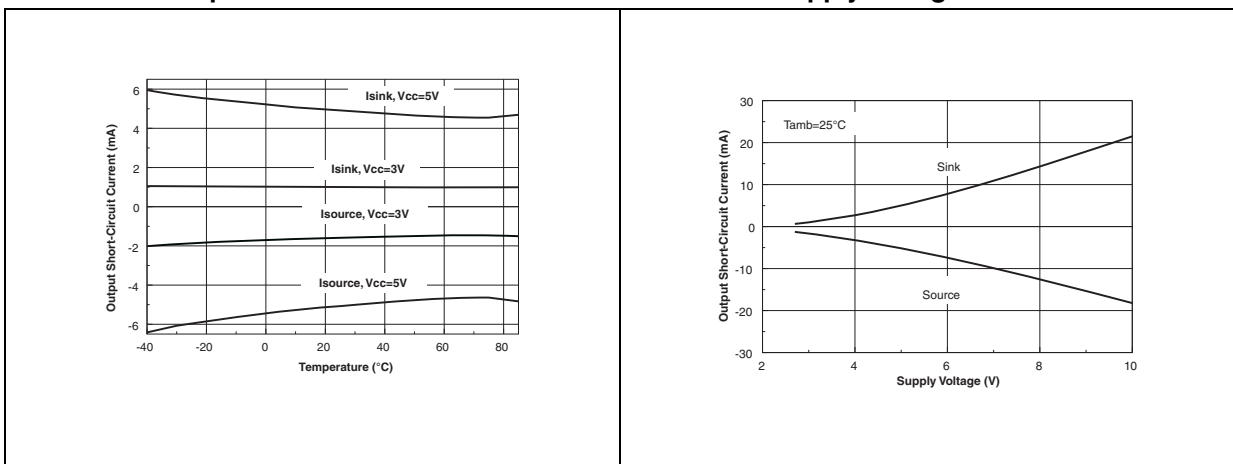 6
4
2
0
-2
-4
-6
Output Short-Circuit Current (mA)
Isink, Vcc=5V
Isink, Vcc=3V
Isource, Vcc=3V
Isource, Vcc=5V
-40 -20 0 20 40 60 80
Temperature (°C)
30
20
10
0
-10
-20
-30
Output Short-Circuit Current (mA)
Tamb=25°C
Sink
Source
2 4 6 8 10
Supply Voltage (V)